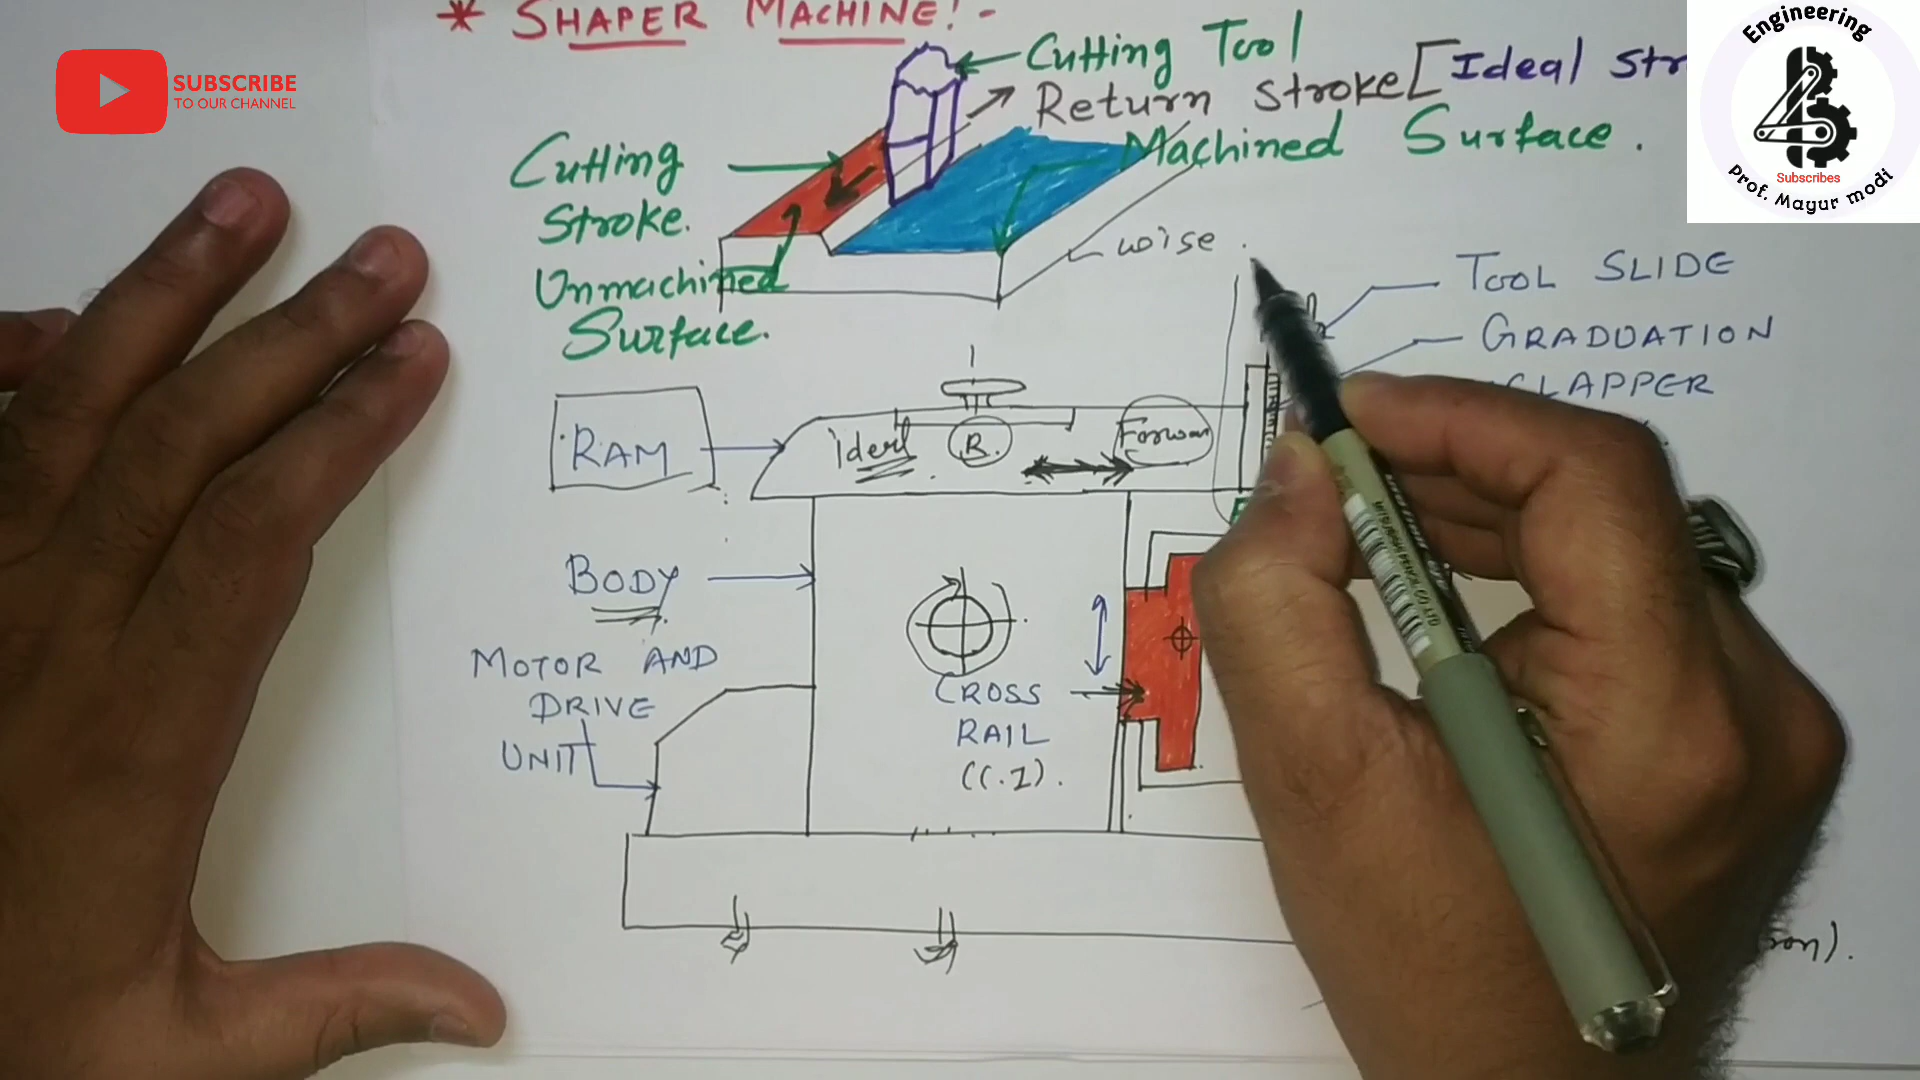 * SHAPER MACHINE! -
Cutting Tool
Return Stroke [Ideal Str
Machined Surface.
Cutting
Stroke.
Unmachined
Surface.
woise.
TOOL SLIDE
GRADUATION
CLAPPER
RAM
Ideal
R.
Forwar
BODY
MOTOR AND
DRIVE
UNIT
CROSS
RAIL
(C.I).
ron).
SUBSCRIBE
TO OUR CHANNEL
Engineering
Subscribes
Prof. Mayur modi